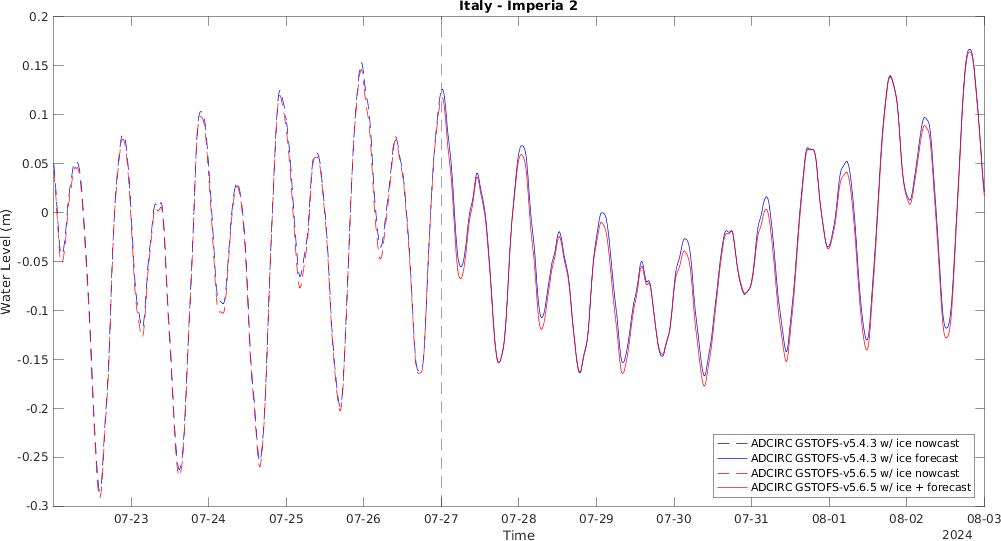 Italy - Imperia 2
0.2
0.15
0.1
0.05
0
-0.05
-0.1
-0.15
-0.2
-0.25
-0.3
Water Level (m)
ADCIRC GSTOFS-v5.4.3 w/ ice nowcast
ADCIRC GSTOFS-v5.4.3 w/ ice forecast
ADCIRC GSTOFS-v5.6.5 w/ ice nowcast
ADCIRC GSTOFS-v5.6.5 w/ ice + forecast
07-23 07-24 07-25 07-26 07-27 07-28 07-29 07-30 07-31 08-01 08-02 08-03
Time
2024